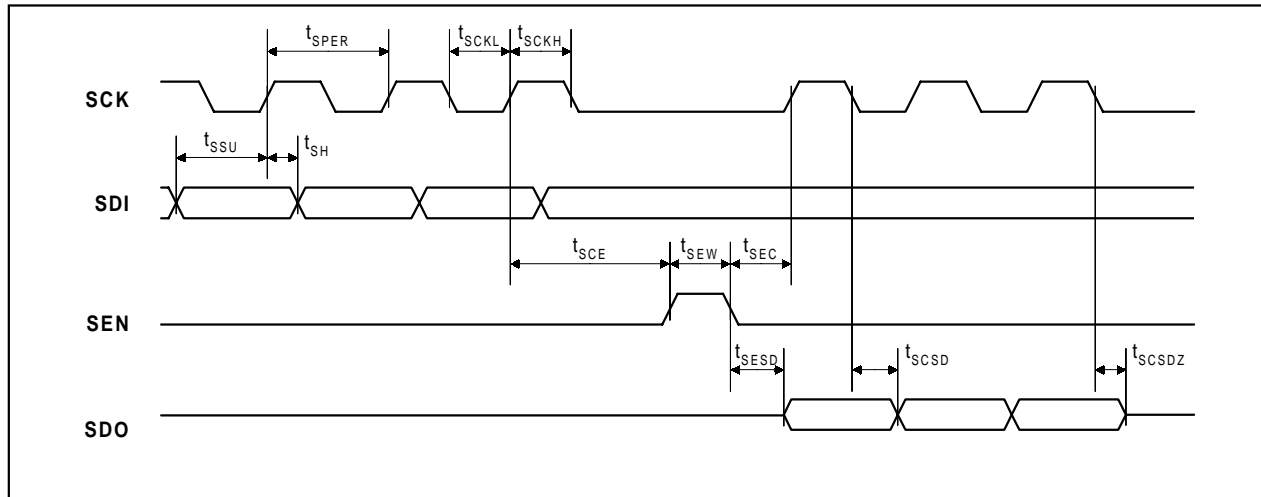 tSPER
tSCKL
tSCKH
SCK
tSSU
tSH
SDI
tSCE
tSEW
tSEC
SEN
tSESD
tSCSD
tSCSDZ
SDO